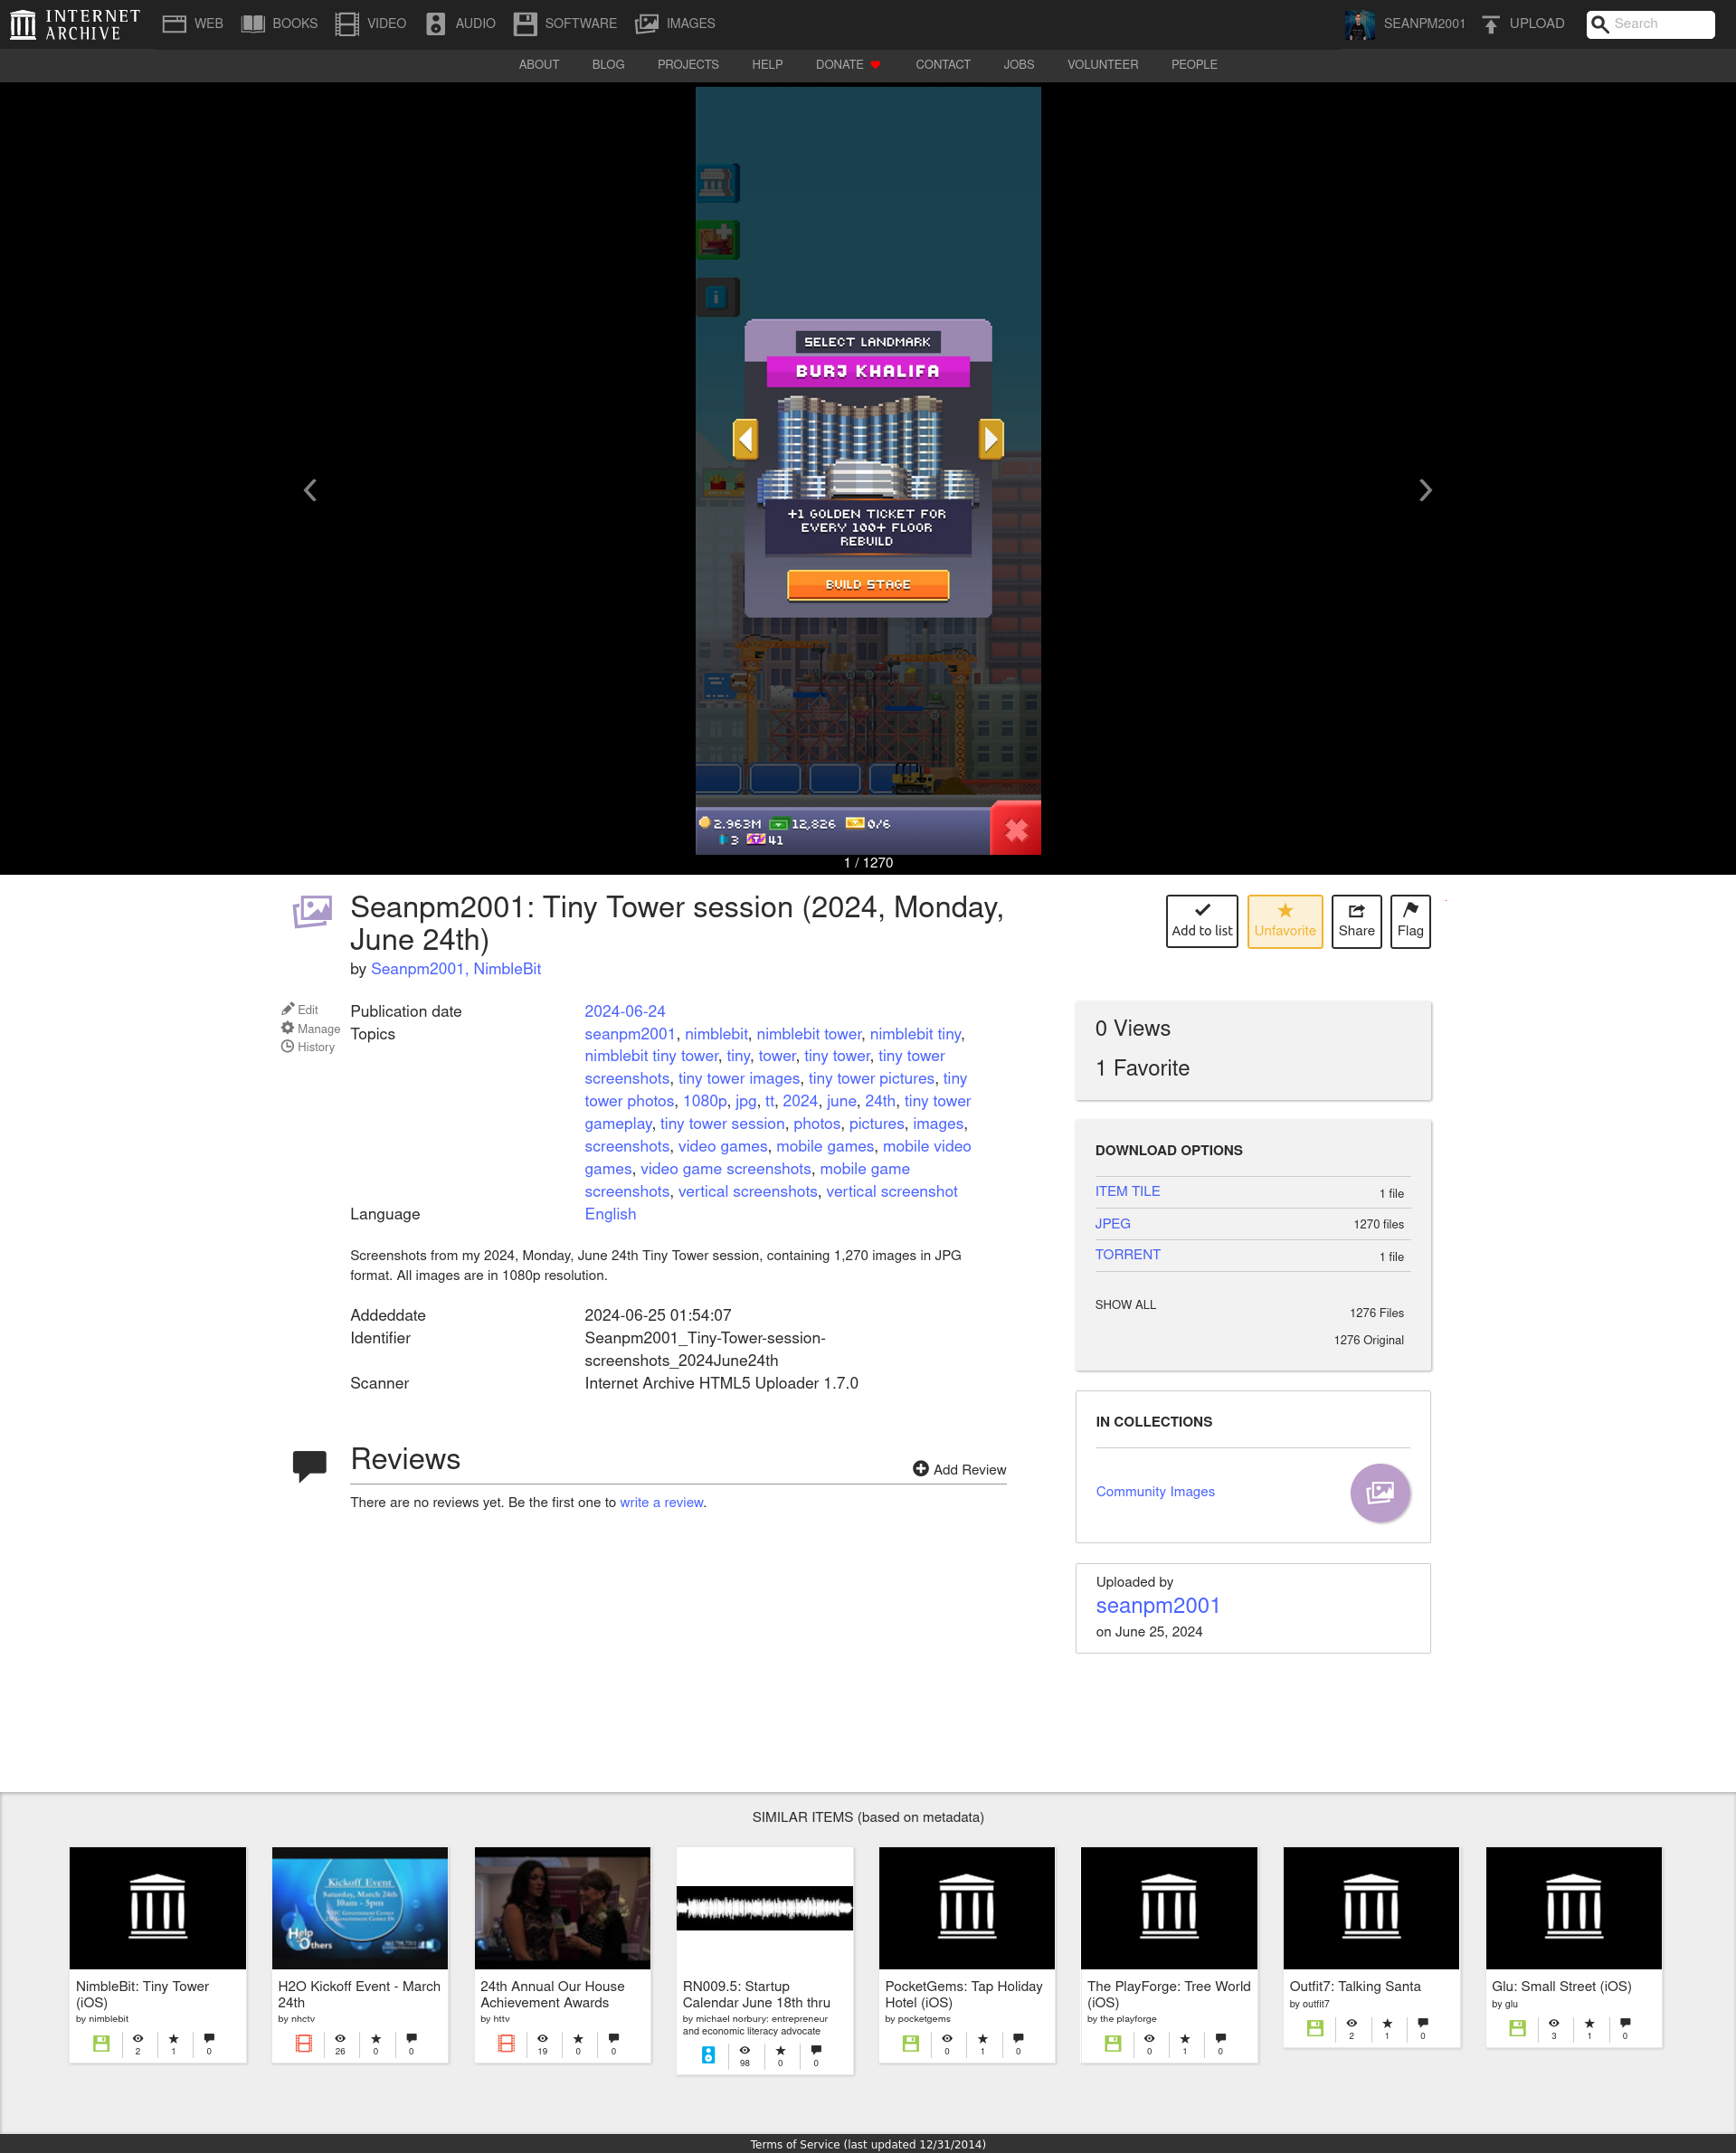 INTERNET ARCHIVE
WEB BOOKS VIDEO AUDIO SOFTWARE IMAGES SEANPM2001 UPLOAD Search
ABOUT BLOG PROJECTS HELP DONATE CONTACT JOBS VOLUNTEER PEOPLE
SELECT LANDMARK
BURJ KHALIFA
+1 GOLDEN TICKET FOR
EVERY 100+ FLOOR
REBUILD
BUILD STAGE
2.963M 12,826 0/6
3 41
1 / 1270
Seanpm2001: Tiny Tower session (2024, Monday,
June 24th)
by Seanpm2001, NimbleBit
Add to list Unfavorite Share Flag
Edit
Manage
History
Publication date 2024-06-24
Topics seanpm2001, nimblebit, nimblebit tower, nimblebit tiny,
nimblebit tiny tower, tiny, tower, tiny tower, tiny tower
screenshots, tiny tower images, tiny tower pictures, tiny
tower photos, 1080p, jpg, tt, 2024, june, 24th, tiny tower
gameplay, tiny tower session, photos, pictures, images,
screenshots, video games, mobile games, mobile video
games, video game screenshots, mobile game
screenshots, vertical screenshots, vertical screenshot
Language English
Screenshots from my 2024, Monday, June 24th Tiny Tower session, containing 1,270 images in JPG
format. All images are in 1080p resolution.
Addeddate 2024-06-25 01:54:07
Identifier Seanpm2001_Tiny-Tower-session-
screenshots_2024June24th
Scanner Internet Archive HTML5 Uploader 1.7.0
Reviews
Add Review
There are no reviews yet. Be the first one to write a review.
0 Views
1 Favorite
DOWNLOAD OPTIONS
ITEM TILE 1 file
JPEG 1270 files
TORRENT 1 file
SHOW ALL 1276 Files
1276 Original
IN COLLECTIONS
Community Images
Uploaded by
seanpm2001
on June 25, 2024
SIMILAR ITEMS (based on metadata)
NimbleBit: Tiny Tower
(iOS)
by nimblebit
2 1 0
Kickoff Event
Saturday, March 24th
10am - 5pm
Help
Others
H2O Kickoff Event - March
24th
by nhctv
26 0 0
24th Annual Our House
Achievement Awards
by httv
19 0 0
RN009.5: Startup
Calendar June 18th thru
by michael norbury: entrepreneur
and economic literacy advocate
98 0 0
PocketGems: Tap Holiday
Hotel (iOS)
by pocketgems
0 1 0
The PlayForge: Tree World
(iOS)
by the playforge
0 1 0
Outfit7: Talking Santa
by outfit7
2 1 0
Glu: Small Street (iOS)
by glu
3 1 0
Terms of Service (last updated 12/31/2014)